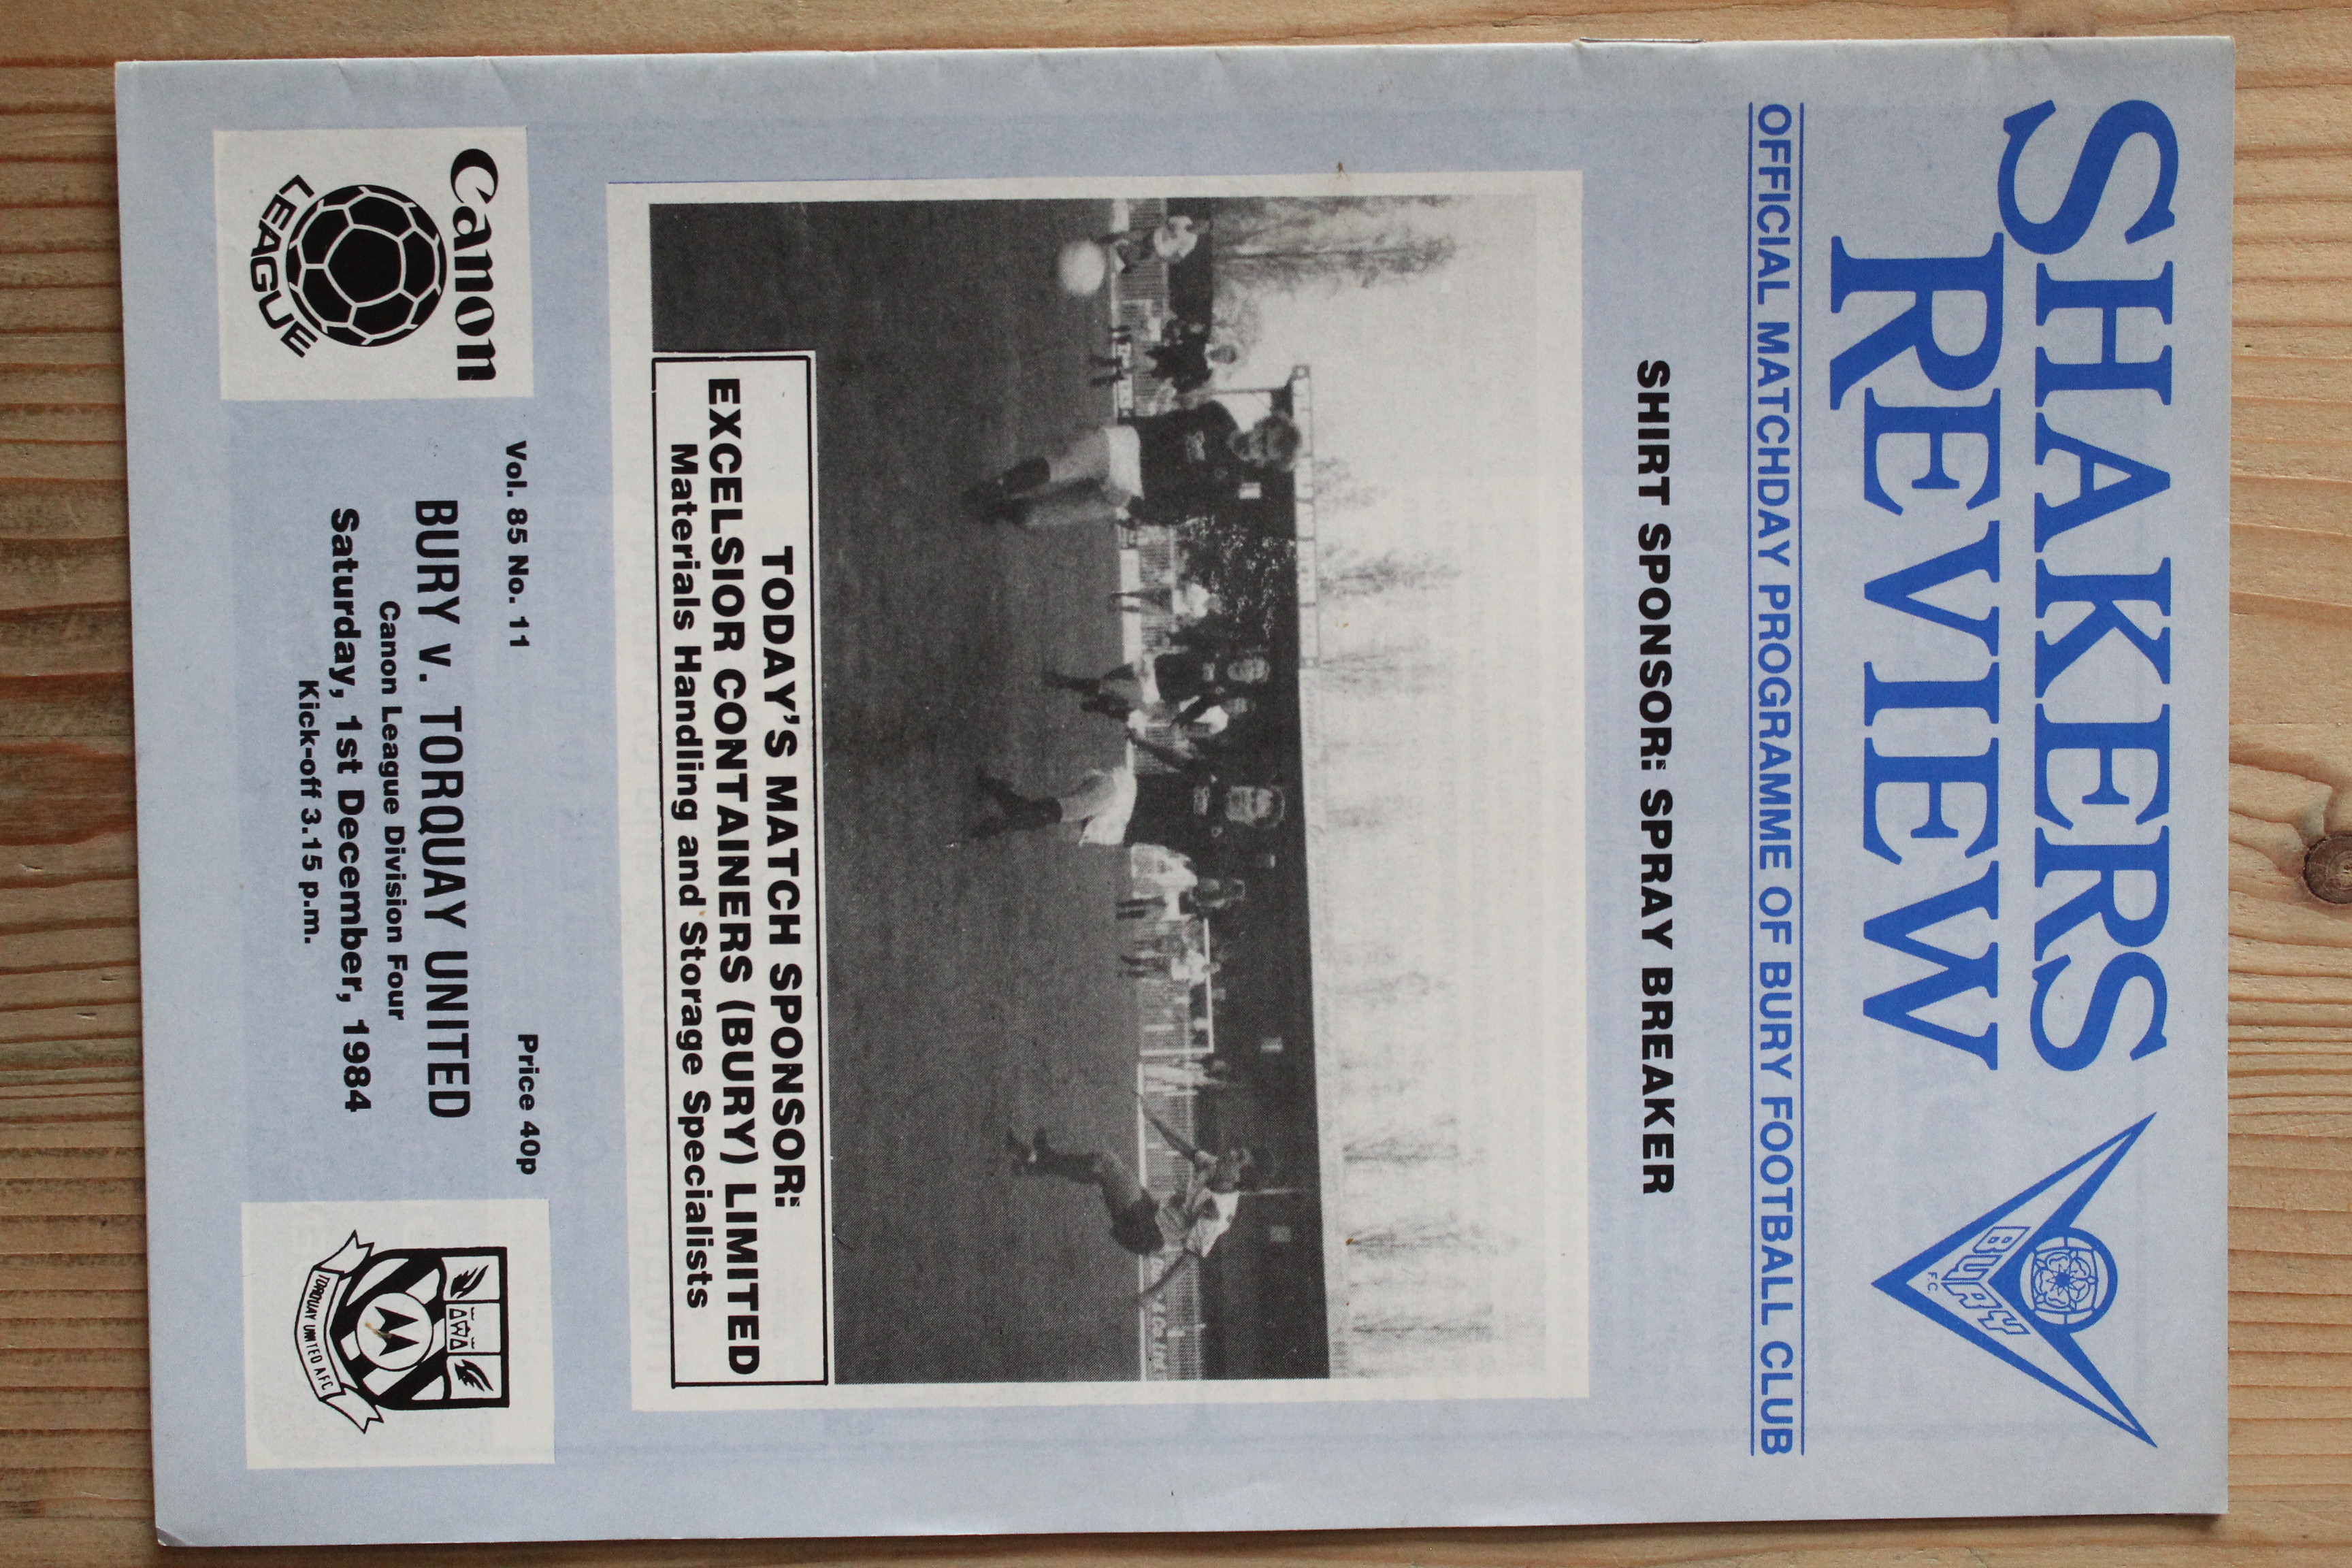 SHAKERS
REVIEW
BURY
F.C.
OFFICIAL MATCHDAY PROGRAMME OF BURY FOOTBALL CLUB
SHIRT SPONSOR: SPRAY BREAKER
TODAY'S MATCH SPONSOR:
EXCELSIOR CONTAINERS (BURY) LIMITED
Materials Handling and Storage Specialists
Vol. 85 No. 11
Price 40p
Canon
LEAGUE
BURY v. TORQUAY UNITED
Canon League Division Four
Saturday, 1st December, 1984
Kick-off 3.15 p.m.
TORQUAY UNITED AFC